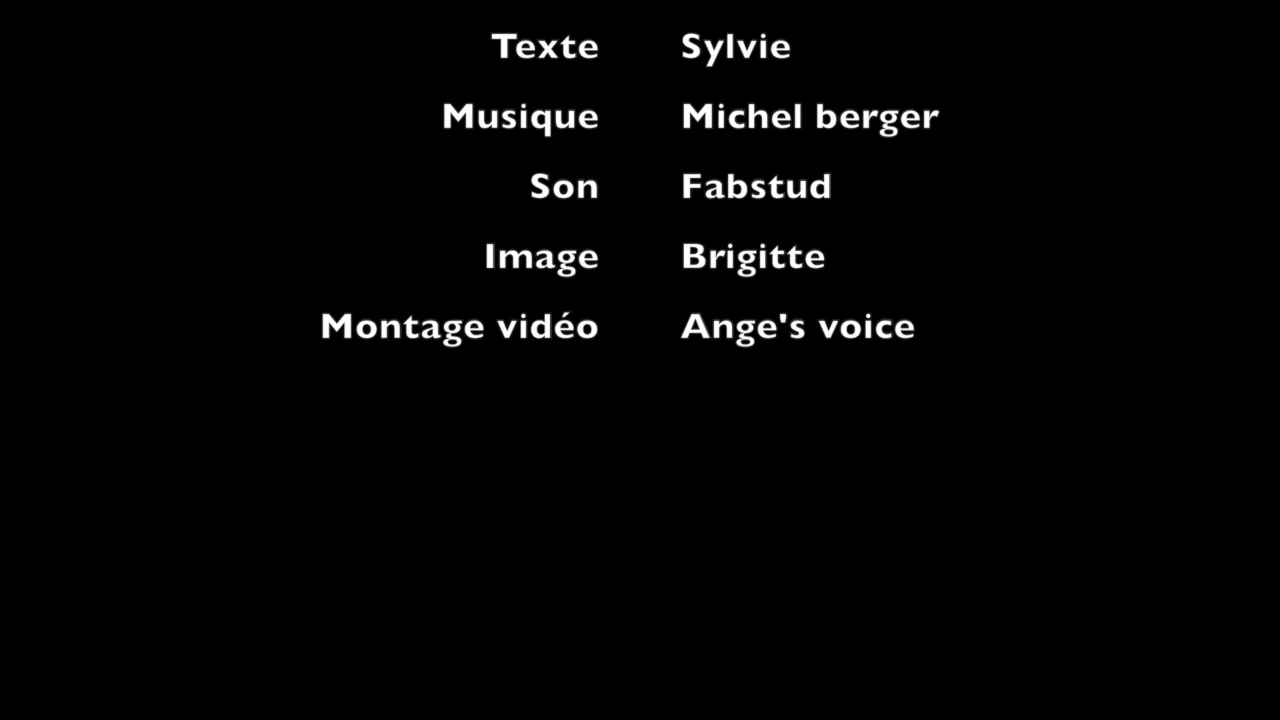 Texte Sylvie
Musique Michel berger
Son Fabstud
Image Brigitte
Montage vidéo Ange's voice